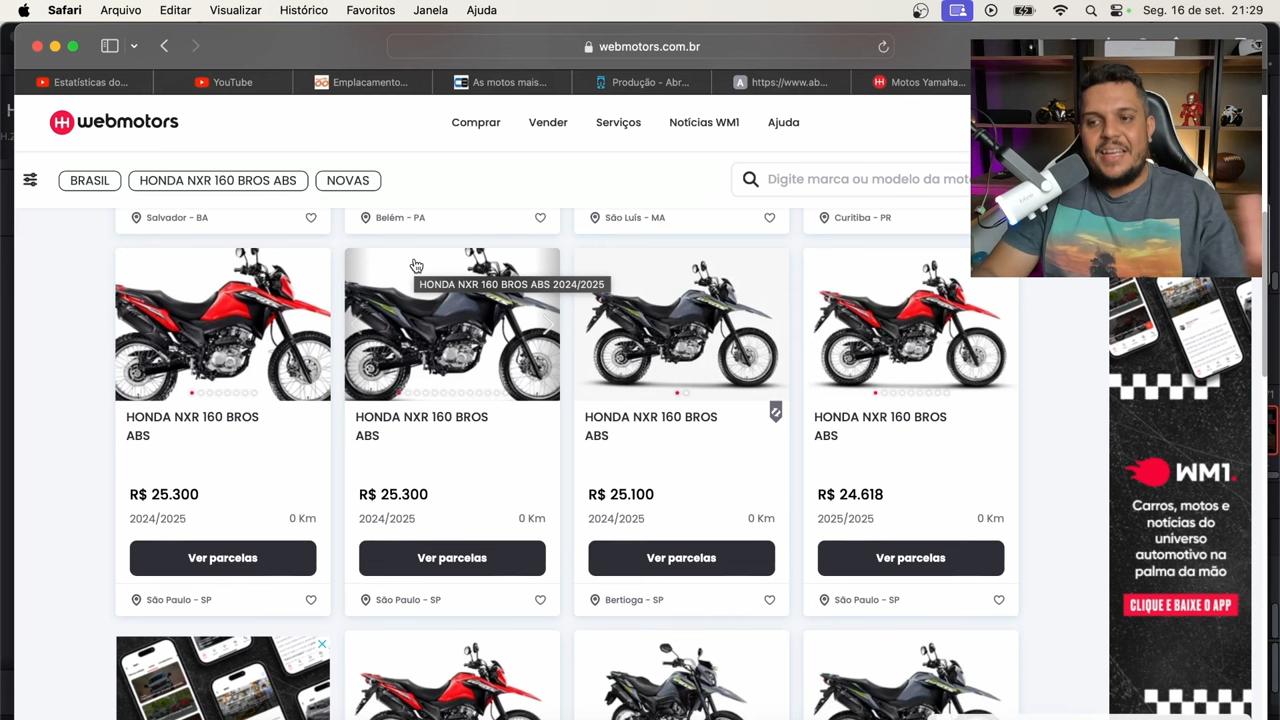 Safari Arquivo Editar Visualizar Histórico Favoritos Janela Ajuda Seg. 16 de set. 21:29
webmotors.com.br
Estatísticas do... YouTube Emplacamento... As motos mais... Produção - Abr... https://www.ab... Motos Yamaha...
webmotors Comprar Vender Serviços Notícias WM1 Ajuda
BRASIL HONDA NXR 160 BROS ABS NOVAS Digite marca ou modelo da mot
Salvador - BA Belém - PA São Luís - MA Curitiba - PR
HONDA NXR 160 BROS ABS 2024/2025
HONDA NXR 160 BROS HONDA NXR 160 BROS HONDA NXR 160 BROS HONDA NXR 160 BROS
ABS ABS ABS ABS
R$ 25.300 R$ 25.300 R$ 25.100 R$ 24.618
2024/2025 0 Km 2024/2025 0 Km 2024/2025 0 Km 2025/2025 0 Km
Ver parcelas Ver parcelas Ver parcelas Ver parcelas
São Paulo - SP São Paulo - SP Bertioga - SP São Paulo - SP
WM1.
Carros, motos e
notícias do
universo
automotivo na
palma da mão
CLIQUE E BAIXE O APP